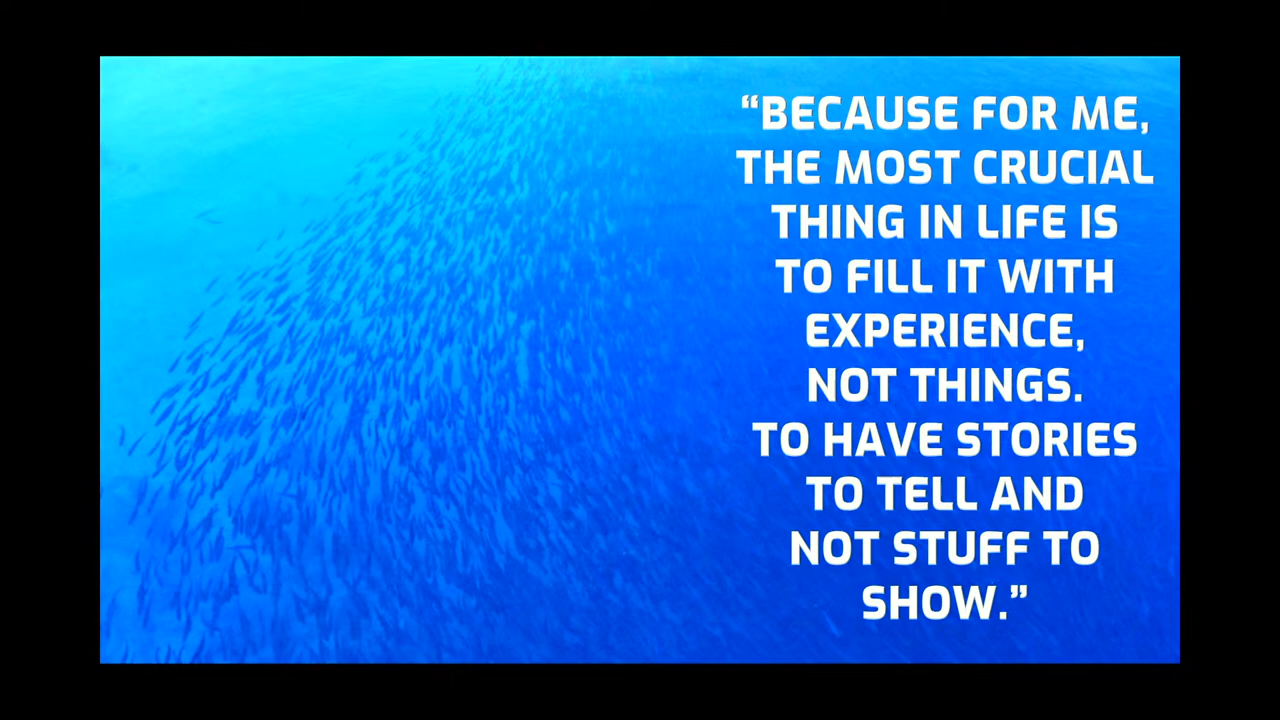 “BECAUSE FOR ME,
THE MOST CRUCIAL
THING IN LIFE IS
TO FILL IT WITH
EXPERIENCE,
NOT THINGS.
TO HAVE STORIES
TO TELL AND
NOT STUFF TO
SHOW.”